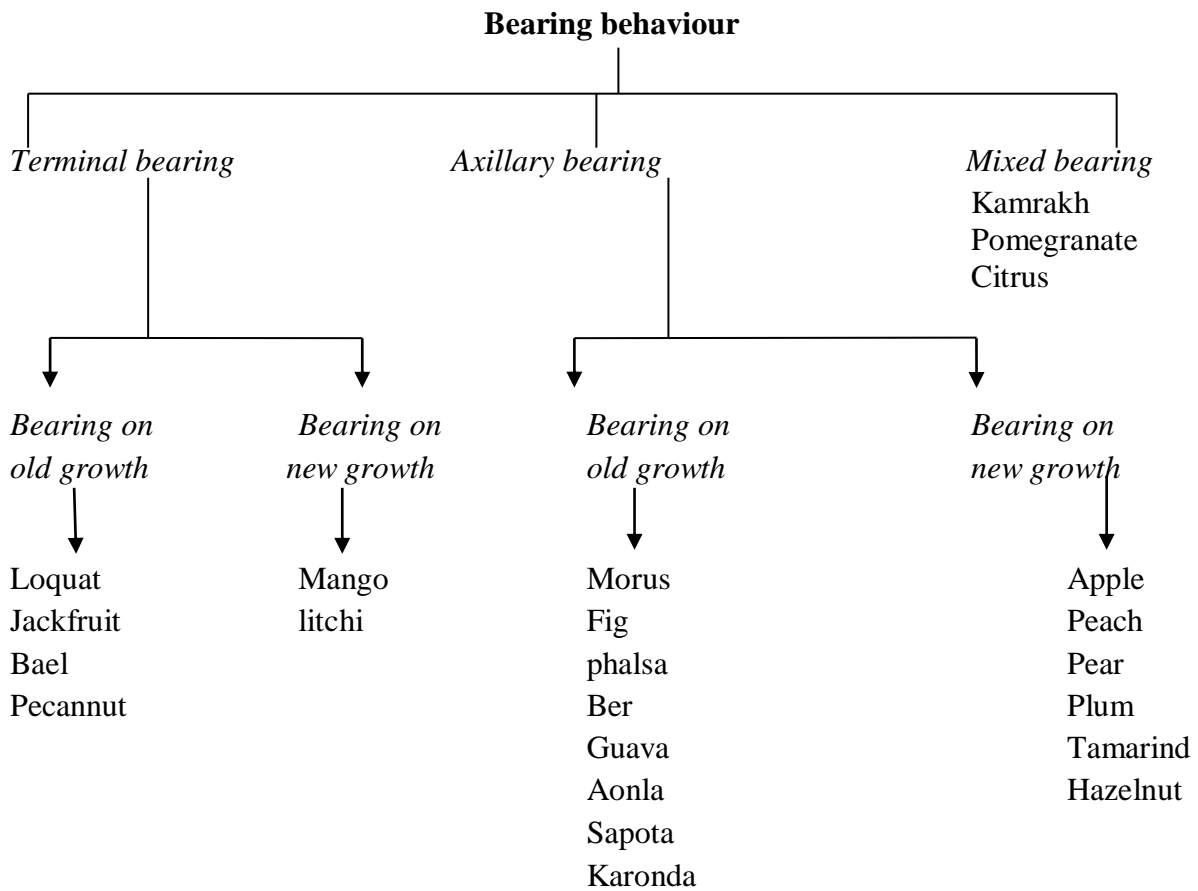 Bearing behaviour
Terminal bearing
Axillary bearing
Mixed bearing
Kamrakh
Pomegranate
Citrus
Bearing on
old growth
Bearing on
new growth
Bearing on
old growth
Bearing on
new growth
Loquat
Jackfruit
Bael
Pecannut
Mango
litchi
Morus
Fig
phalsa
Ber
Guava
Aonla
Sapota
Karonda
Apple
Peach
Pear
Plum
Tamarind
Hazelnut